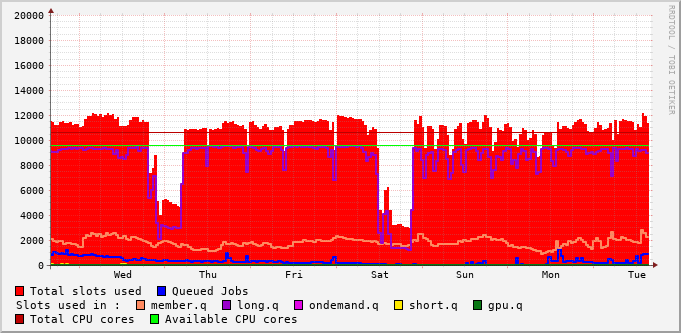 20000
18000
16000
14000
12000
10000
8000
6000
4000
2000
0
Wed Thu Fri Sat Sun Mon Tue
RRDTOOL / TOBI OETIKER
Total slots used Queued Jobs
Slots used in : member.q long.q ondemand.q short.q gpu.q
Total CPU cores Available CPU cores